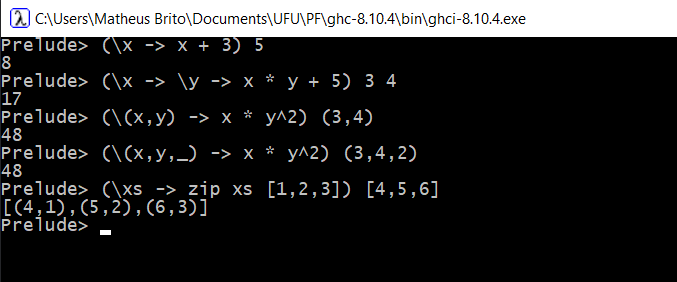 C:\Users\Matheus Brito\Documents\UFU\PF\ghc-8.10.4\bin\ghci-8.10.4.exe
Prelude> (\x -> x + 3) 5
8
Prelude> (\x -> \y -> x * y + 5) 3 4
17
Prelude> (\(x,y) -> x * y^2) (3,4)
48
Prelude> (\(x,y,_) -> x * y^2) (3,4,2)
48
Prelude> (\xs -> zip xs [1,2,3]) [4,5,6]
[(4,1),(5,2),(6,3)]
Prelude>